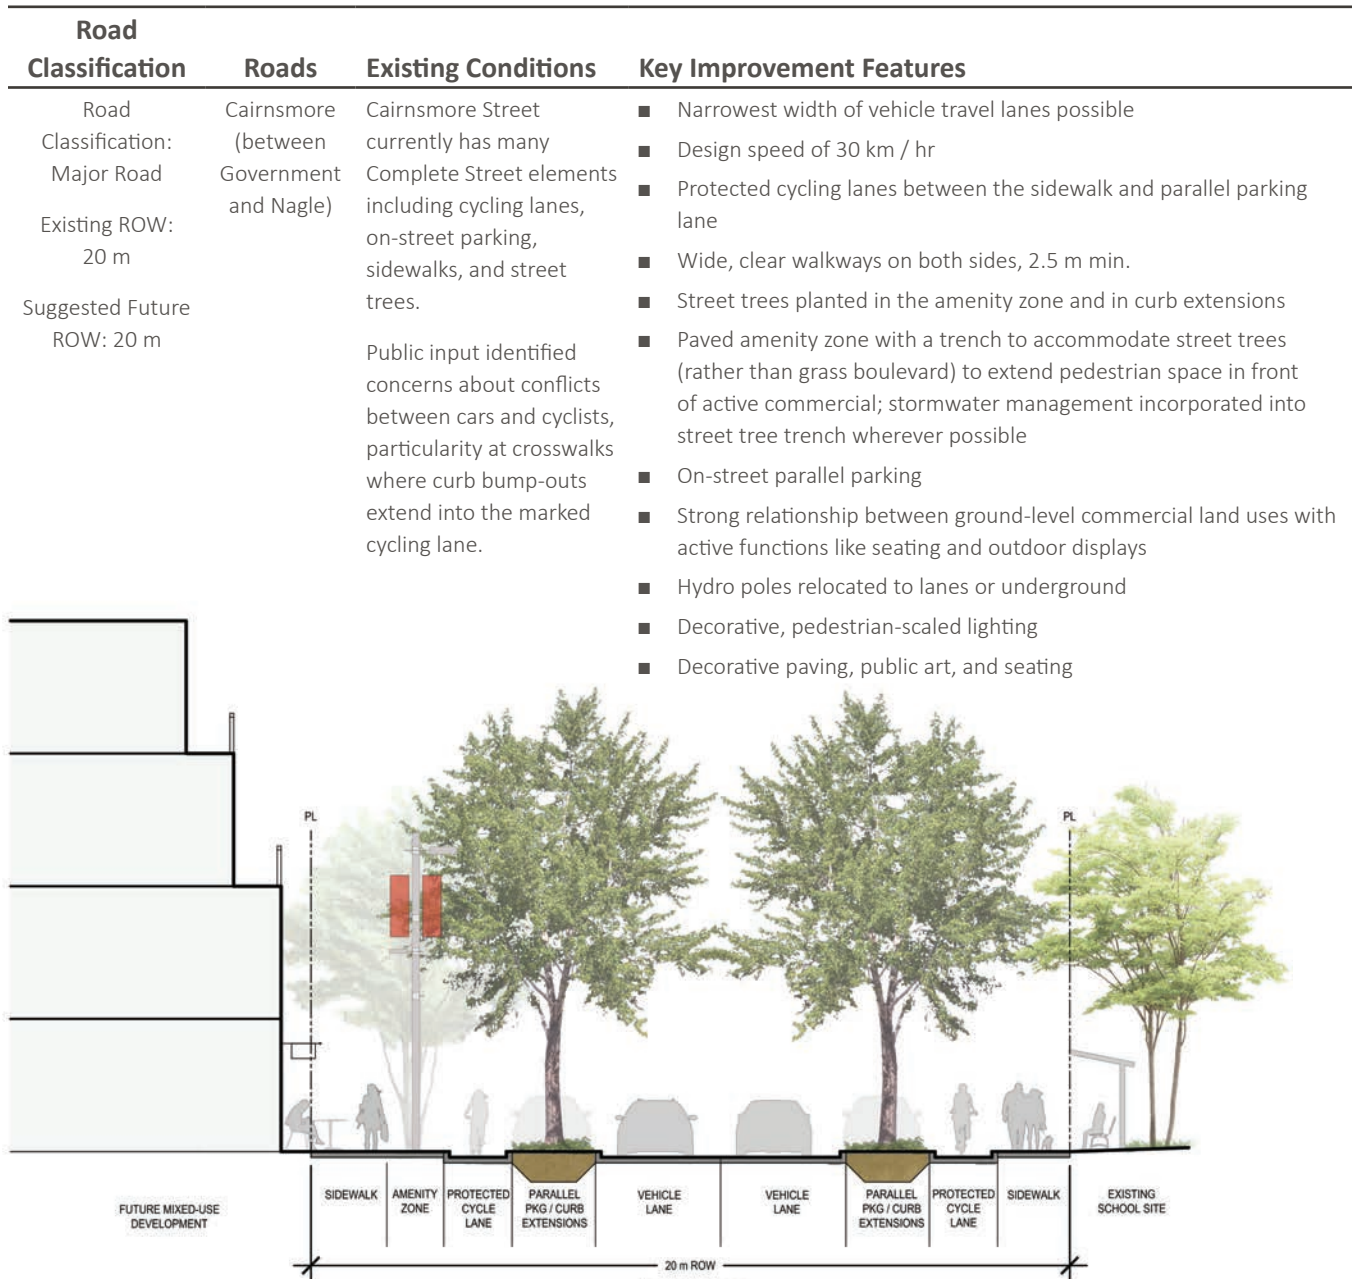 Road
Classification
Roads
Existing Conditions
Key Improvement Features
Road
Classification:
Major Road
Existing ROW:
20 m
Suggested Future
ROW: 20 m
Cairnsmore
(between
Government
and Nagle)
Cairnsmore Street
currently has many
Complete Street elements
including cycling lanes,
on-street parking,
sidewalks, and street
trees.
Public input identified
concerns about conflicts
between cars and cyclists,
particularity at crosswalks
where curb bump-outs
extend into the marked
cycling lane.
■ Narrowest width of vehicle travel lanes possible
■ Design speed of 30 km / hr
■ Protected cycling lanes between the sidewalk and parallel parking
lane
■ Wide, clear walkways on both sides, 2.5 m min.
■ Street trees planted in the amenity zone and in curb extensions
■ Paved amenity zone with a trench to accommodate street trees
(rather than grass boulevard) to extend pedestrian space in front
of active commercial; stormwater management incorporated into
street tree trench wherever possible
■ On-street parallel parking
■ Strong relationship between ground-level commercial land uses with
active functions like seating and outdoor displays
■ Hydro poles relocated to lanes or underground
■ Decorative, pedestrian-scaled lighting
■ Decorative paving, public art, and seating
PL
PL
FUTURE MIXED-USE
DEVELOPMENT
SIDEWALK
AMENITY
ZONE
PROTECTED
CYCLE
LANE
PARALLEL
PKG / CURB
EXTENSIONS
VEHICLE
LANE
VEHICLE
LANE
PARALLEL
PKG / CURB
EXTENSIONS
PROTECTED
CYCLE
LANE
SIDEWALK
EXISTING
SCHOOL SITE
20 m ROW